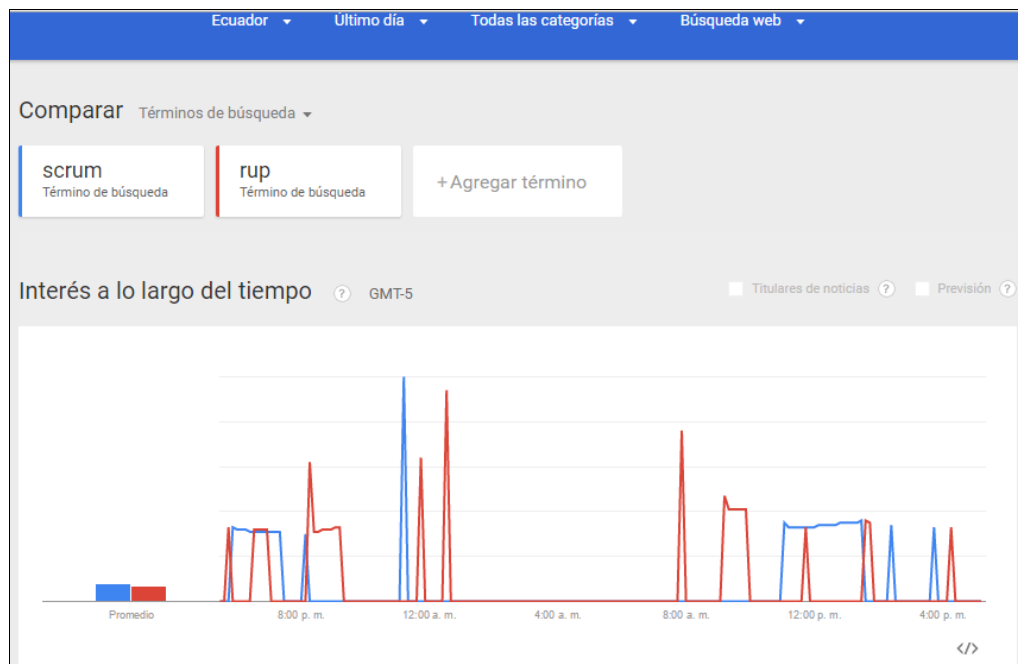 Ecuador Último día Todas las categorías Búsqueda web
Comparar Términos de búsqueda
scrum rup +Agregar término
Término de búsqueda Término de búsqueda
Interés a lo largo del tiempo ? GMT-5 Titulares de noticias ? Previsión ?
Promedio 8:00 p. m. 12:00 a. m. 4:00 a. m. 8:00 a. m. 12:00 p. m. 4:00 p. m.
</>